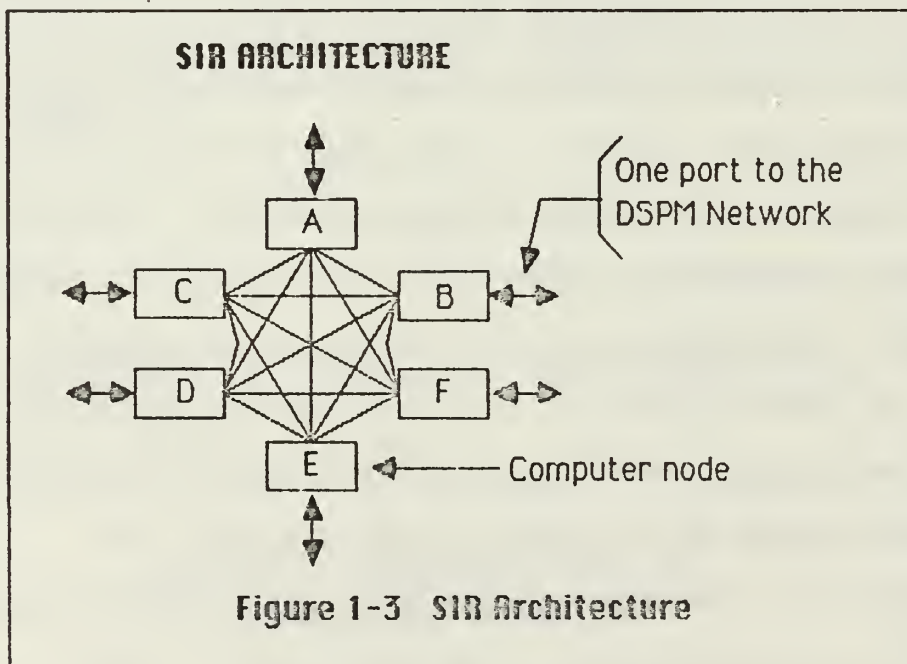 SIR ARCHITECTURE
One port to the
DSPM Network
A
C
B
D
F
E
Computer node
Figure 1-3 SIR Architecture